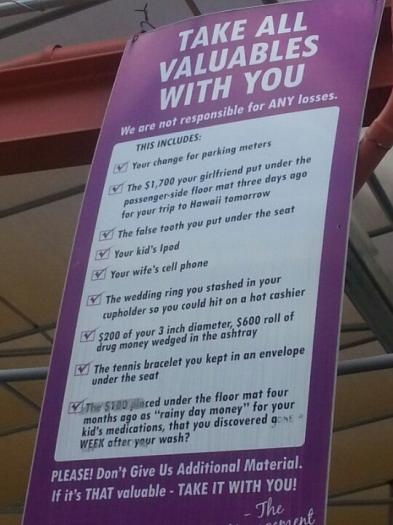 TAKE ALL
VALUABLES
WITH YOU
We are not responsible for ANY losses.
THIS INCLUDES:
Your change for parking meters
The $1,700 your girlfriend put under the
passenger-side floor mat three days ago
for your trip to Hawaii tomorrow
The false tooth you put under the seat
Your kid's Ipod
Your wife's cell phone
The wedding ring you stashed in your
cupholder so you could hit on a hot cashier
$200 of your 3 inch diameter, $600 roll of
drug money wedged in the ashtray
The tennis bracelet you kept in an envelope
under the seat
The $100 placed under the floor mat four
months ago as "rainy day money" for your
kid's medications, that you discovered gone a
WEEK after your wash?
PLEASE! Don't Give Us Additional Material.
If it's THAT valuable - TAKE IT WITH YOU!
- The